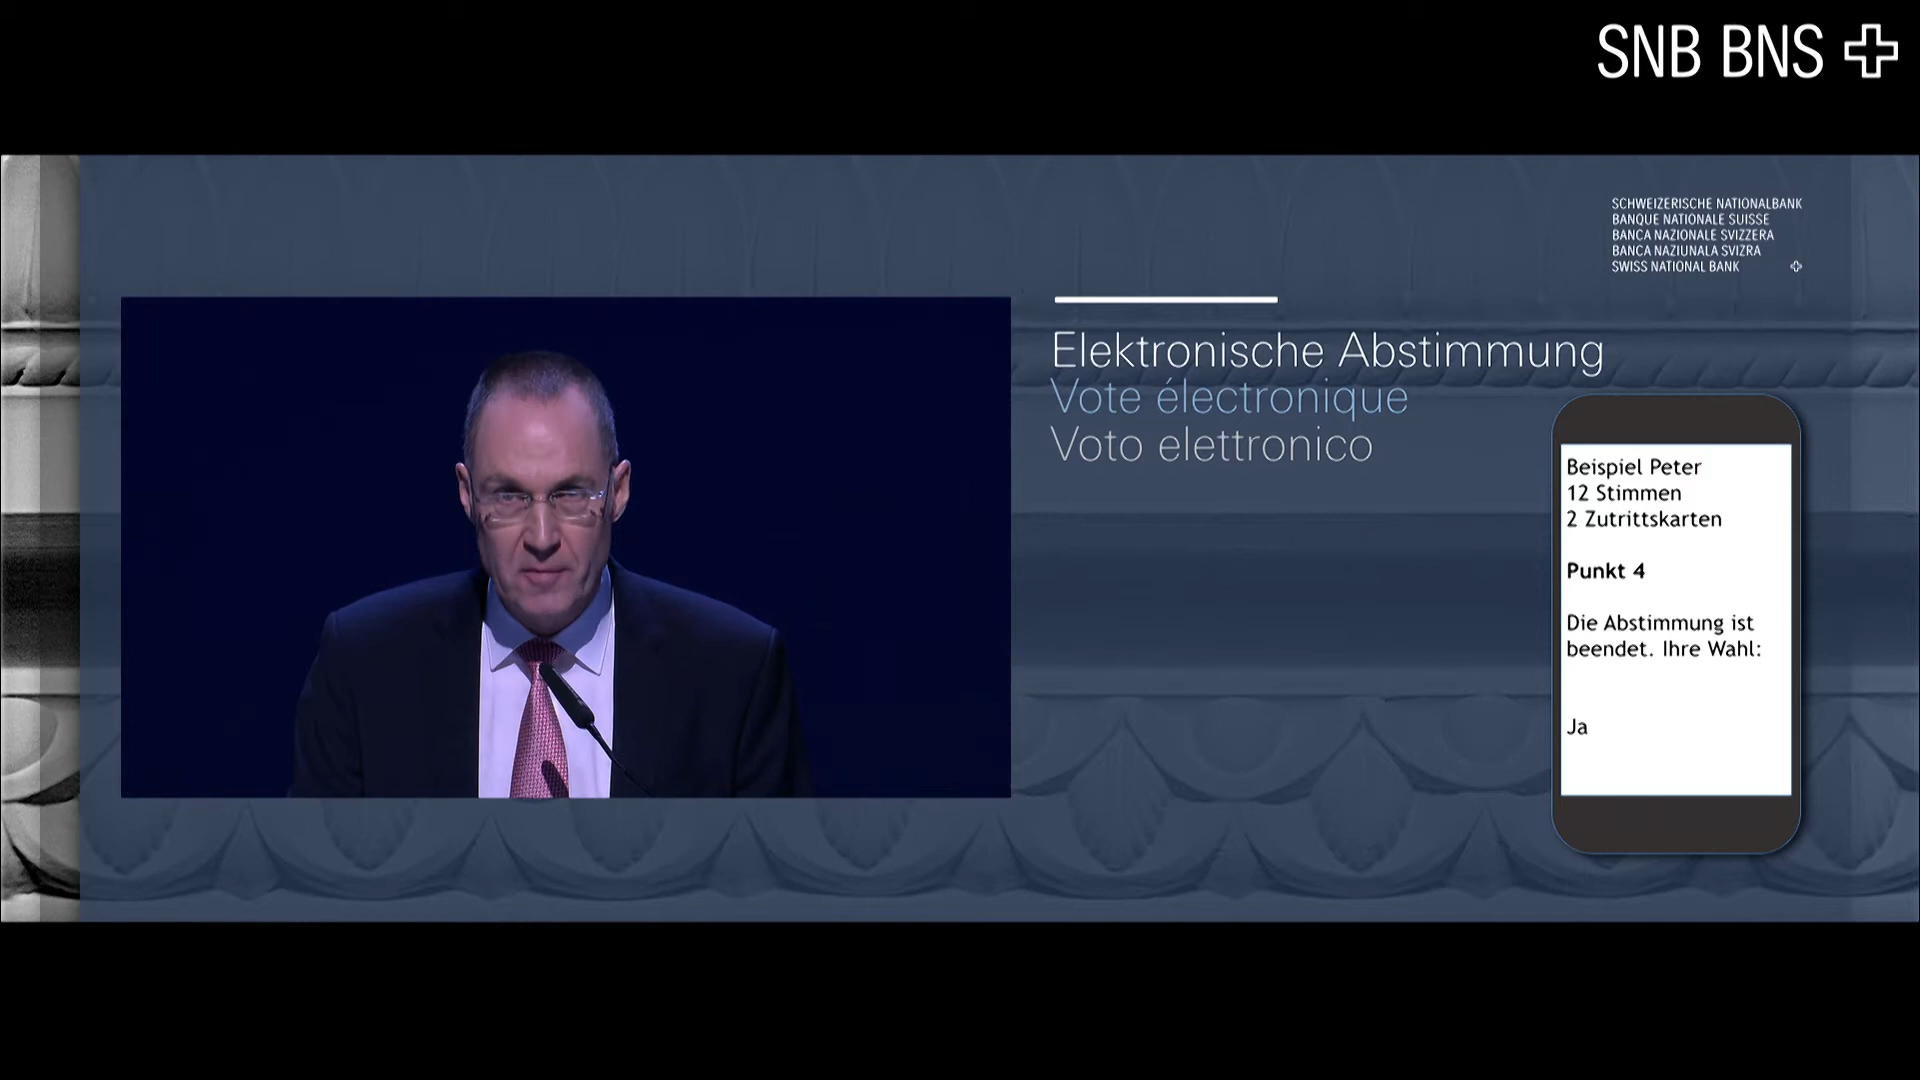 SNB BNS
SCHWEIZERISCHE NATIONALBANK
BANQUE NATIONALE SUISSE
BANCA NAZIONALE SVIZZERA
BANCA NAZIUNALA SVIZRA
SWISS NATIONAL BANK
Elektronische Abstimmung
Vote électronique
Voto elettronico
Beispiel Peter
12 Stimmen
2 Zutrittskarten
Punkt 4
Die Abstimmung ist
beendet. Ihre Wahl:
Ja